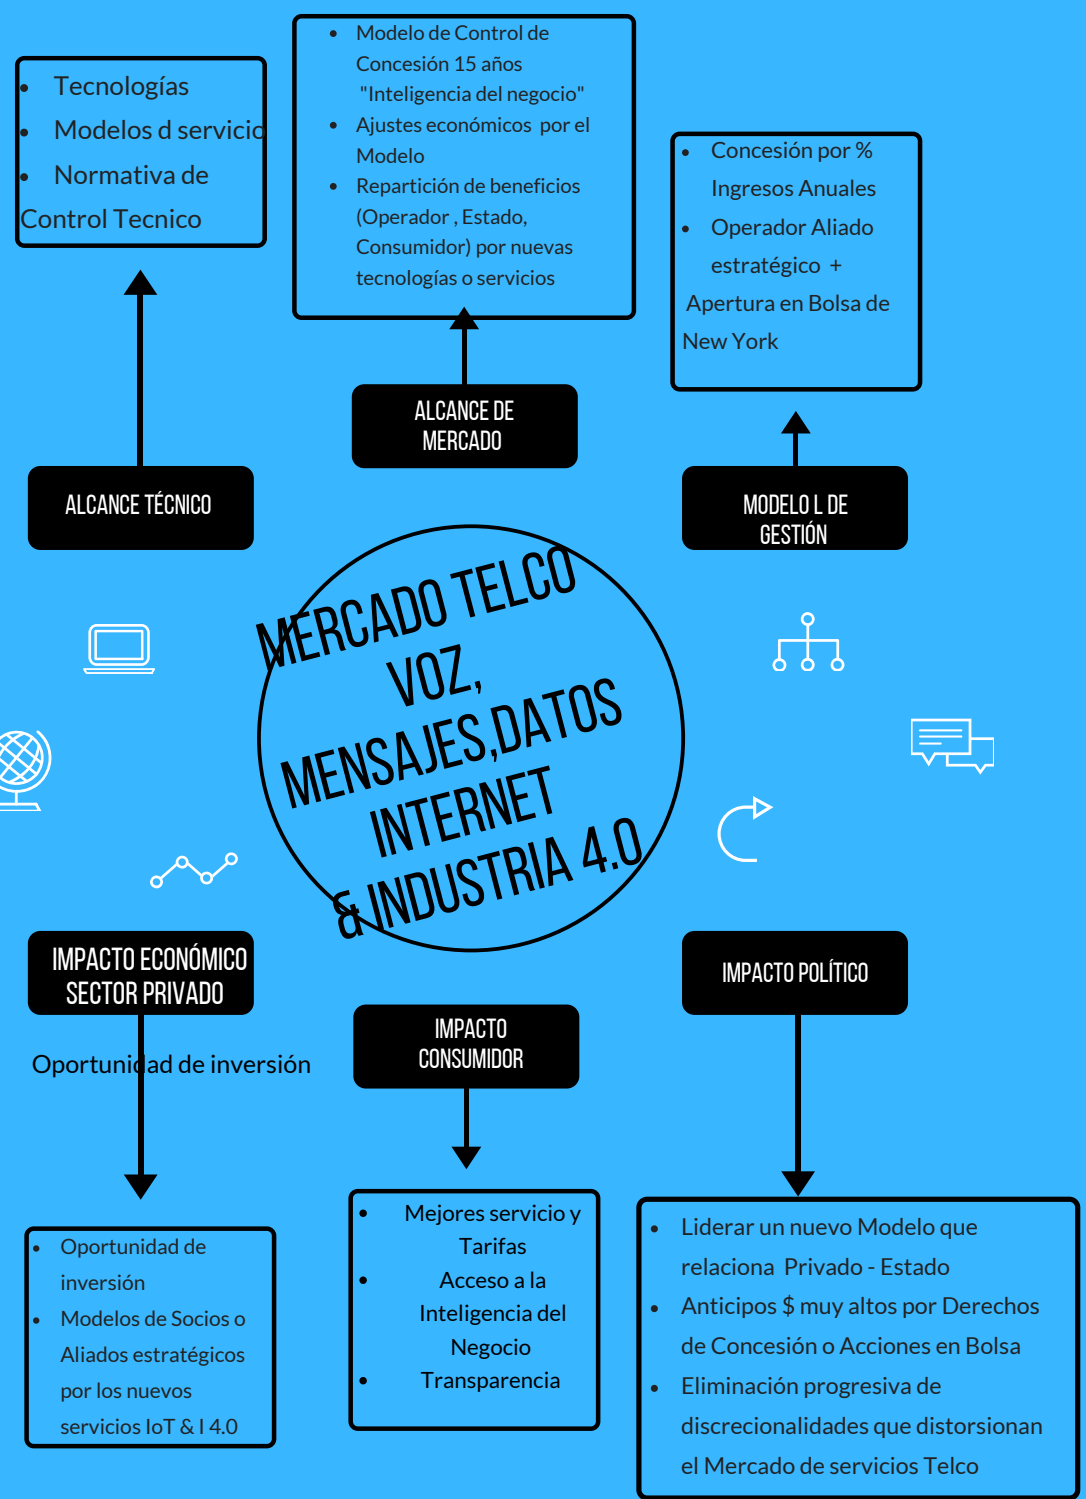 • Tecnologías
• Modelos d servicio
• Normativa de
Control Tecnico
• Modelo de Control de
Concesión 15 años
"Inteligencia del negocio"
• Ajustes económicos por el
Modelo
• Repartición de beneficios
(Operador , Estado,
Consumidor) por nuevas
tecnologías o servicios
• Concesión por %
Ingresos Anuales
• Operador Aliado
estratégico +
Apertura en Bolsa de
New York
ALCANCE TÉCNICO
ALCANCE DE
MERCADO
MODELO L DE
GESTIÓN
MERCADO TELCO
VOZ,
MENSAJES,DATOS
INTERNET
& INDUSTRIA 4.0
IMPACTO ECONÓMICO
SECTOR PRIVADO
IMPACTO
CONSUMIDOR
IMPACTO POLÍTICO
Oportunidad de inversión
• Oportunidad de
inversión
• Modelos de Socios o
Aliados estratégicos
por los nuevos
servicios IoT & I 4.0
• Mejores servicio y
Tarifas
• Acceso a la
Inteligencia del
Negocio
• Transparencia
• Liderar un nuevo Modelo que
relaciona Privado - Estado
• Anticipos $ muy altos por Derechos
de Concesión o Acciones en Bolsa
• Eliminación progresiva de
discrecionalidades que distorsionan
el Mercado de servicios Telco